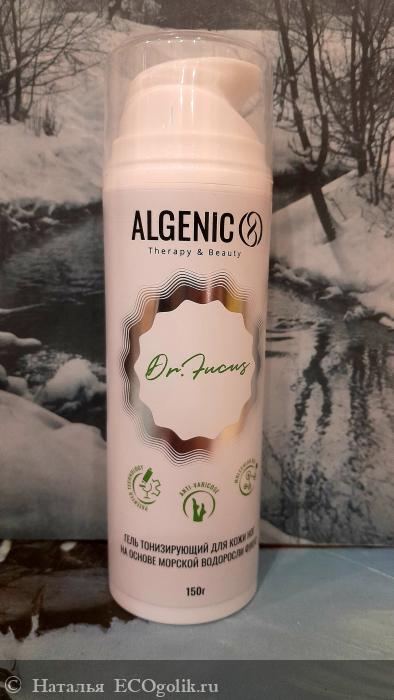 ALGENIC
Therapy & Beauty
Dr. Fucus
ANTI-VARICOSE
ГЕЛЬ ТОНИЗИРУЮЩИЙ ДЛЯ КОЖИ НОГ
НА ОСНОВЕ МОРСКОЙ ВОДОРОСЛИ
150г
© Наталья ECOgolik.ru